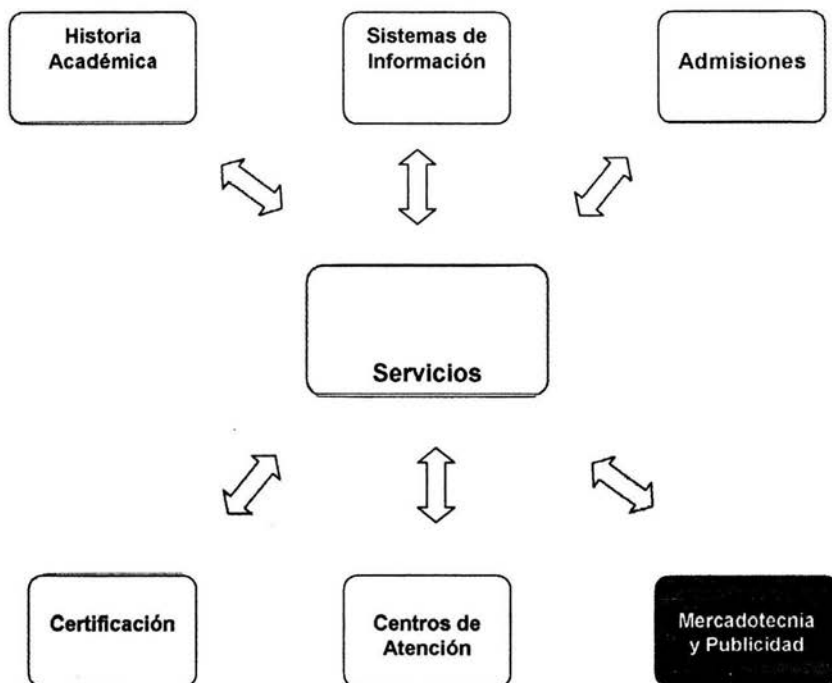 Historia
Académica
Sistemas de
Información
Admisiones
Servicios
Certificación
Centros de
Atención
Mercadotecnia
y Publicidad